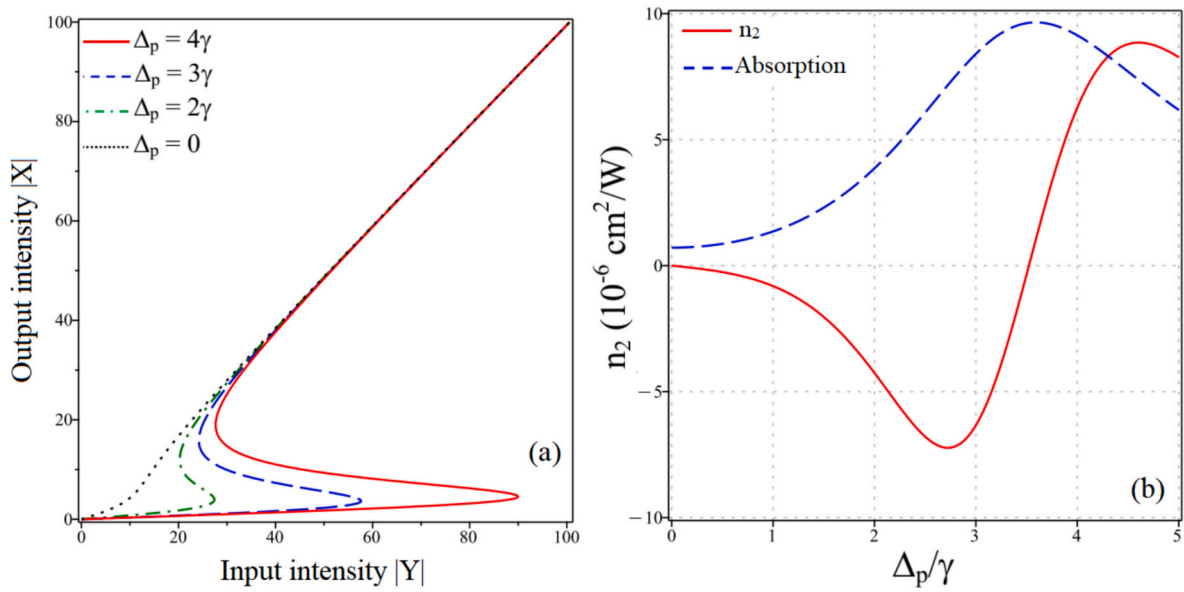 100
80
60
40
20
0
Output intensity |X|
Δp = 4γ
Δp = 3γ
Δp = 2γ
Δp = 0
(a)
0 20 40 60 80 100
Input intensity |Y|
10
5
0
−5
−10
n2 (10-6 cm2/W)
n2
Absorption
(b)
0 1 2 3 4 5
Δp/γ